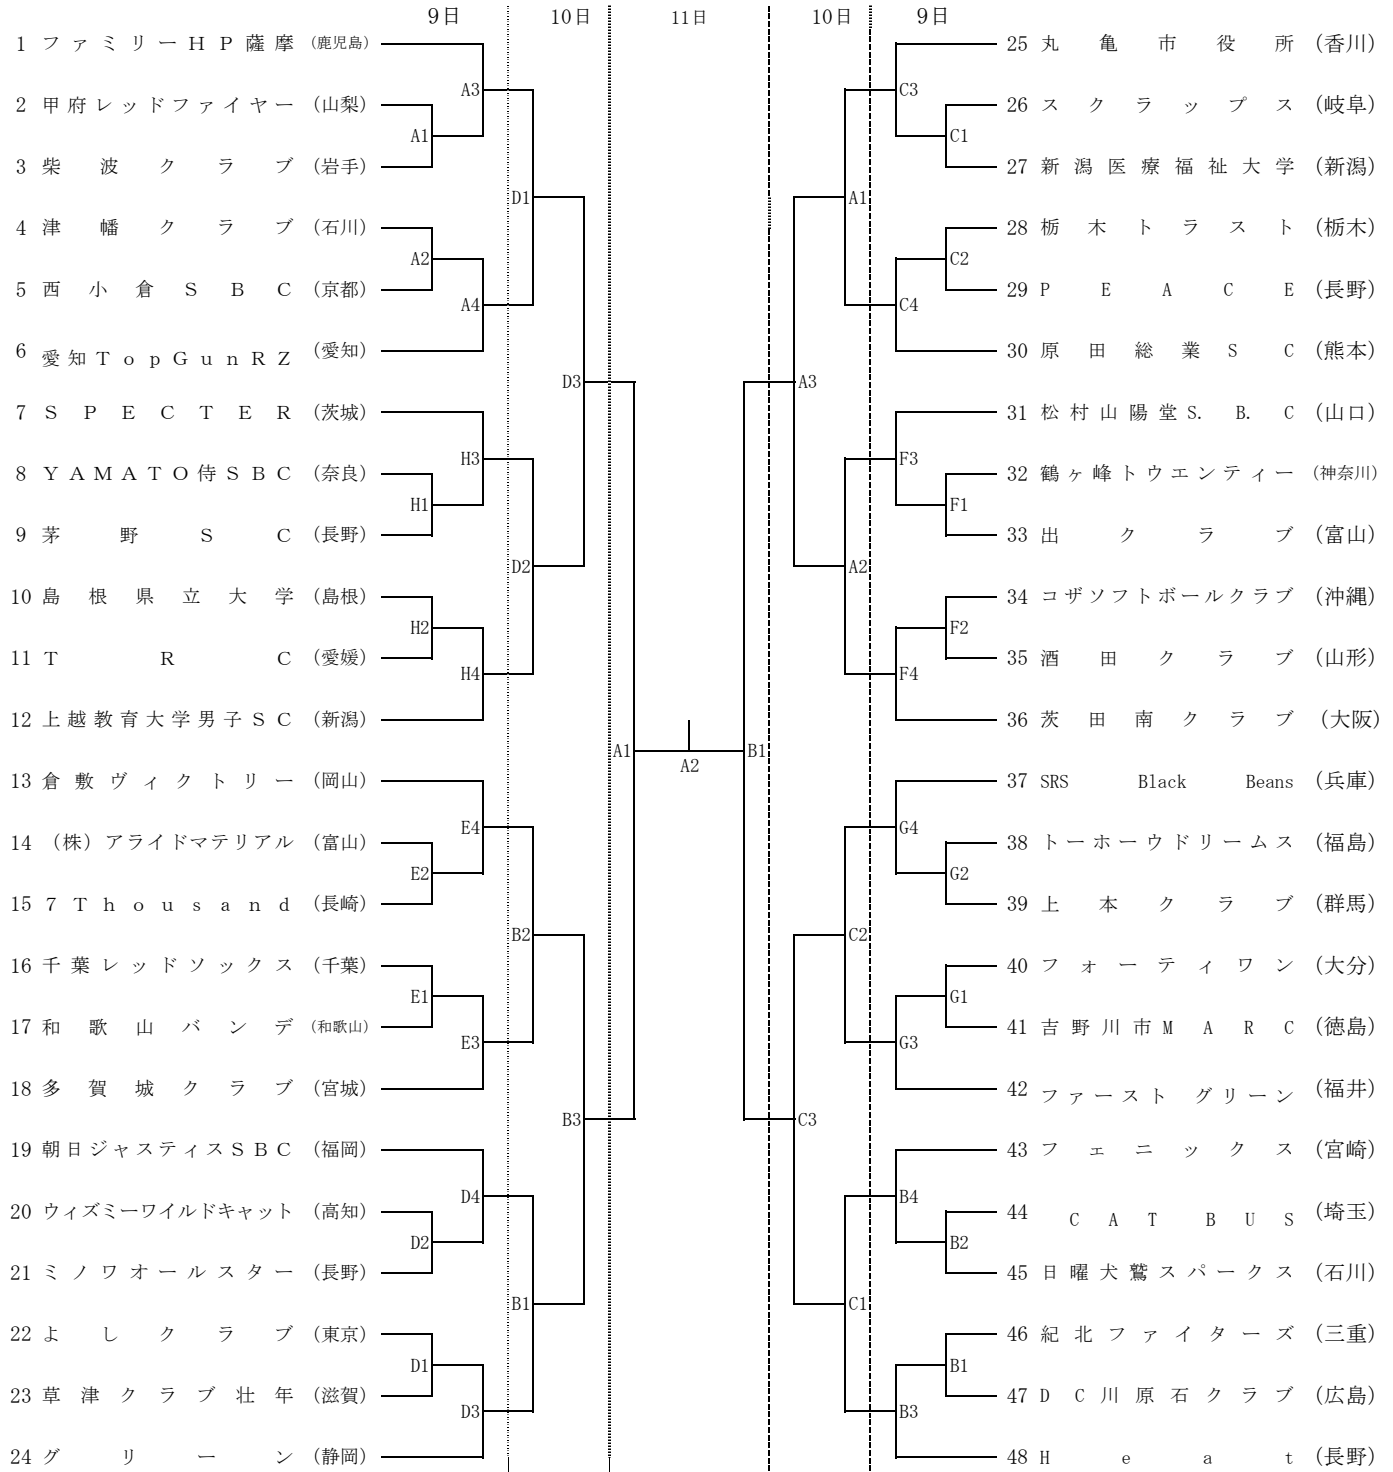 9日 10日 11日 10日 9日
1 ファミリーＨＰ薩摩 (鹿児島)
2 甲府レッドファイヤー (山梨)
3 柴波クラブ (岩手)
4 津幡クラブ (石川)
5 西小倉ＳＢＣ (京都)
6 愛知ＴｏｐＧｕｎＲＺ (愛知)
7 ＳＰＥＣＴＥＲ (茨城)
8 ＹＡＭＡＴＯ侍ＳＢＣ (奈良)
9 茅野ＳＣ (長野)
10 島根県立大学 (島根)
11 ＴＲＣ (愛媛)
12 上越教育大学男子ＳＣ (新潟)
13 倉敷ヴィクトリー (岡山)
14 （株）アライドマテリアル (富山)
15 ７Ｔｈｏｕｓａｎｄ (長崎)
16 千葉レッドソックス (千葉)
17 和歌山バンデ (和歌山)
18 多賀城クラブ (宮城)
19 朝日ジャスティスＳＢＣ (福岡)
20 ウィズミーワイルドキャット (高知)
21 ミノワオールスター (長野)
22 よしクラブ (東京)
23 草津クラブ壮年 (滋賀)
24 グリーン (静岡)
A3
A1
D1
A2
A4
D3
H3
H1
D2
H2
H4
A1
E4
E2
B2
E1
E3
B3
D4
D2
B1
D1
D3
A2
B1
C3
C1
A1
C2
C4
A3
F3
F1
A2
F2
F4
G4
G2
C2
G1
G3
C3
B4
B2
C1
B1
B3
25 丸亀市役所 (香川)
26 スクラップス (岐阜)
27 新潟医療福祉大学 (新潟)
28 栃木トラスト (栃木)
29 ＰＥＡＣＥ (長野)
30 原田総業ＳＣ (熊本)
31 松村山陽堂S. B. C (山口)
32 鶴ヶ峰トウエンティー (神奈川)
33 出クラブ (富山)
34 コザソフトボールクラブ (沖縄)
35 酒田クラブ (山形)
36 茨田南クラブ (大阪)
37 SRS Black Beans (兵庫)
38 トーホーウドリームス (福島)
39 上本クラブ (群馬)
40 フォーティワン (大分)
41 吉野川市ＭＡＲＣ (徳島)
42 ファースト グリーン (福井)
43 フェニックス (宮崎)
44 ＣＡＴ ＢＵＳ (埼玉)
45 日曜犬鷲スパークス (石川)
46 紀北ファイターズ (三重)
47 ＤＣ川原石クラブ (広島)
48 Ｈｅａｔ (長野)